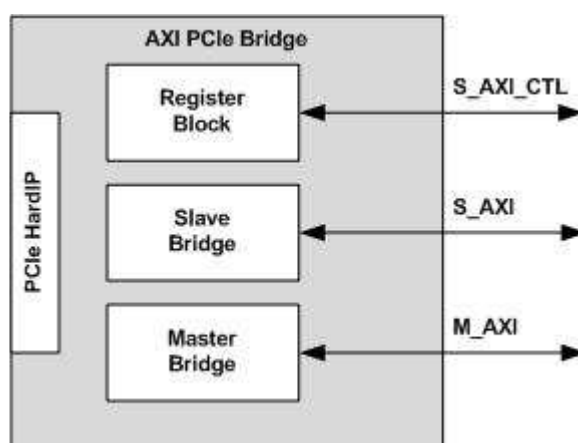 AXI PCIe Bridge
Register
Block
S_AXI_CTL
PCIe HardIP
Slave
Bridge
S_AXI
Master
Bridge
M_AXI